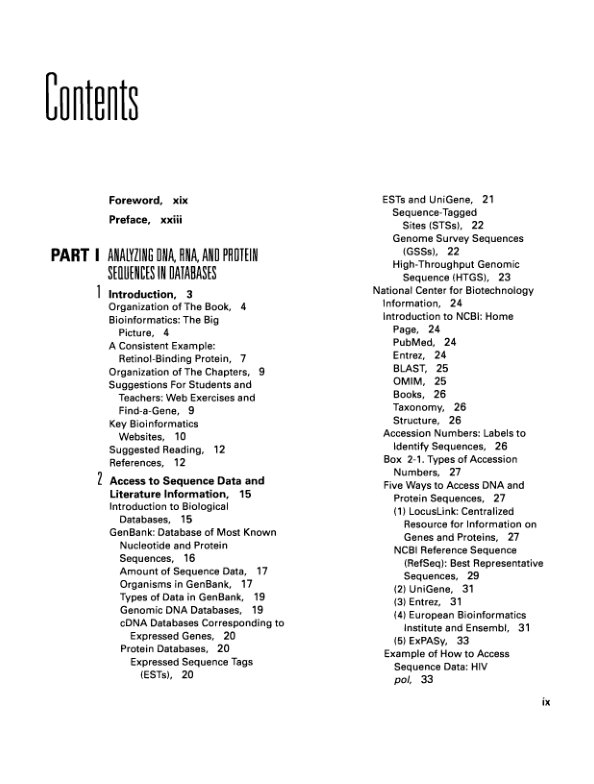 Contents
Foreword, xix
Preface, xxiii
PART I ANALYZING DNA, RNA, AND PROTEIN
SEQUENCES IN DATABASES
1 Introduction, 3
Organization of The Book, 4
Bioinformatics: The Big
Picture, 4
A Consistent Example:
Retinol-Binding Protein, 7
Organization of The Chapters, 9
Suggestions For Students and
Teachers: Web Exercises and
Find-a-Gene, 9
Key Bioinformatics
Websites, 10
Suggested Reading, 12
References, 12
2 Access to Sequence Data and
Literature Information, 15
Introduction to Biological
Databases, 15
GenBank: Database of Most Known
Nucleotide and Protein
Sequences, 16
Amount of Sequence Data, 17
Organisms in GenBank, 17
Types of Data in GenBank, 19
Genomic DNA Databases, 19
cDNA Databases Corresponding to
Expressed Genes, 20
Protein Databases, 20
Expressed Sequence Tags
(ESTs), 20
ESTs and UniGene, 21
Sequence-Tagged
Sites (STSs), 22
Genome Survey Sequences
(GSSs), 22
High-Throughput Genomic
Sequence (HTGS), 23
National Center for Biotechnology
Information, 24
Introduction to NCBI: Home
Page, 24
PubMed, 24
Entrez, 24
BLAST, 25
OMIM, 25
Books, 26
Taxonomy, 26
Structure, 26
Accession Numbers: Labels to
Identify Sequences, 26
Box 2-1. Types of Accession
Numbers, 27
Five Ways to Access DNA and
Protein Sequences, 27
(1) LocusLink: Centralized
Resource for Information on
Genes and Proteins, 27
NCBI Reference Sequence
(RefSeq): Best Representative
Sequences, 29
(2) UniGene, 31
(3) Entrez, 31
(4) European Bioinformatics
Institute and Ensembl, 31
(5) ExPASy, 33
Example of How to Access
Sequence Data: HIV
pol, 33
ix